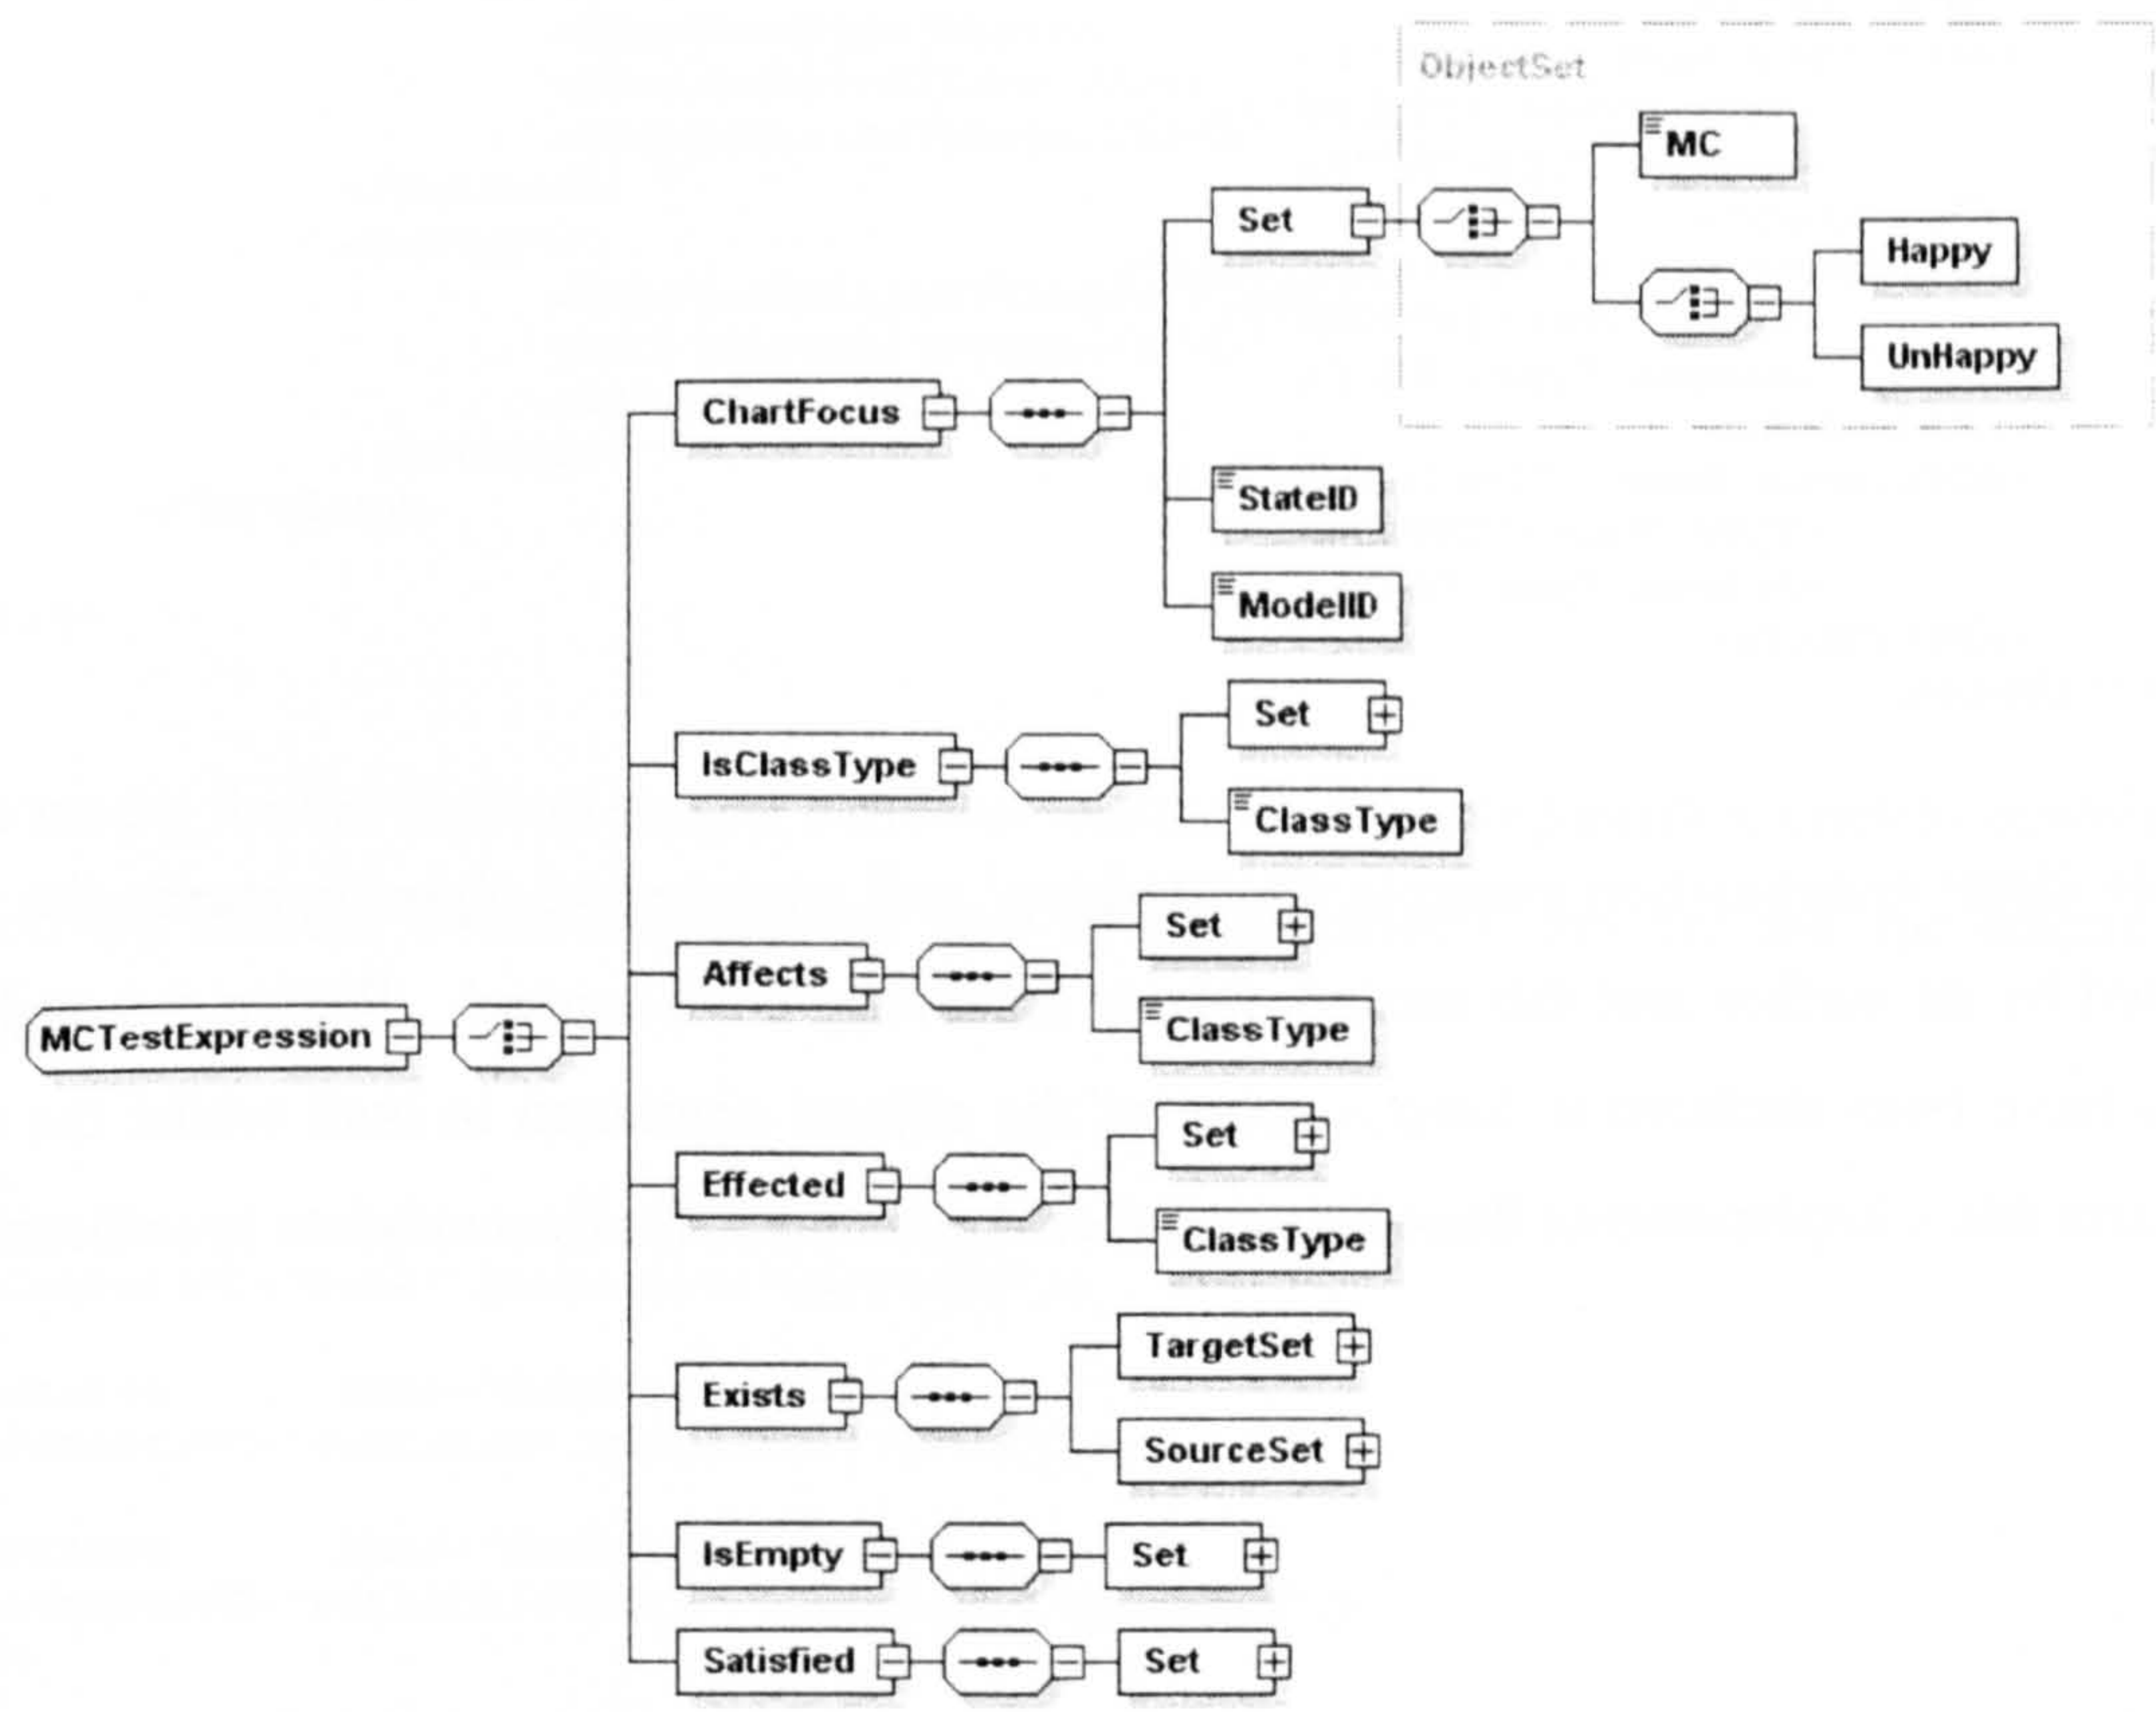 ObjectSet
MC
Set
Happy
UnHappy
ChartFocus
StateID
ModelID
Set
IsClassType
ClassType
Set
Affects
ClassType
MCTestExpression
Set
Effected
ClassType
TargetSet
Exists
SourceSet
IsEmpty
Set
Satisfied
Set